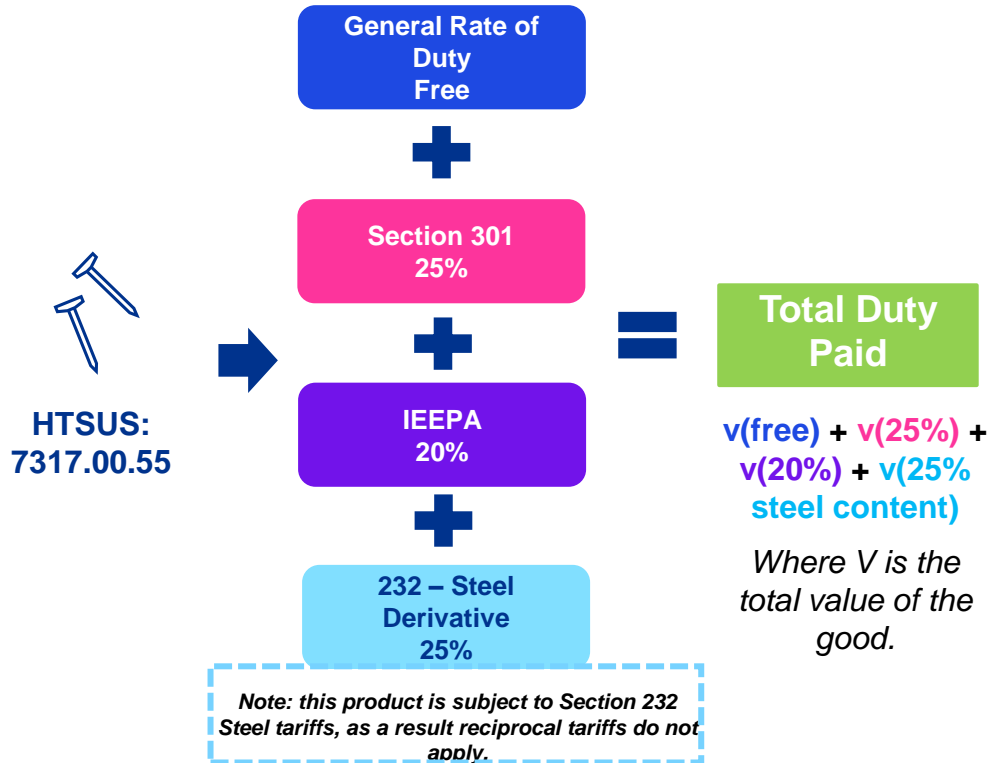 General Rate of
Duty
Free
Section 301
25%
HTSUS:
7317.00.55
IEEPA
20%
232 – Steel
Derivative
25%
Note: this product is subject to Section 232
Steel tariffs, as a result reciprocal tariffs do not
apply.
Total Duty
Paid
v(free) + v(25%) +
v(20%) + v(25%
steel content)
Where V is the
total value of the
good.